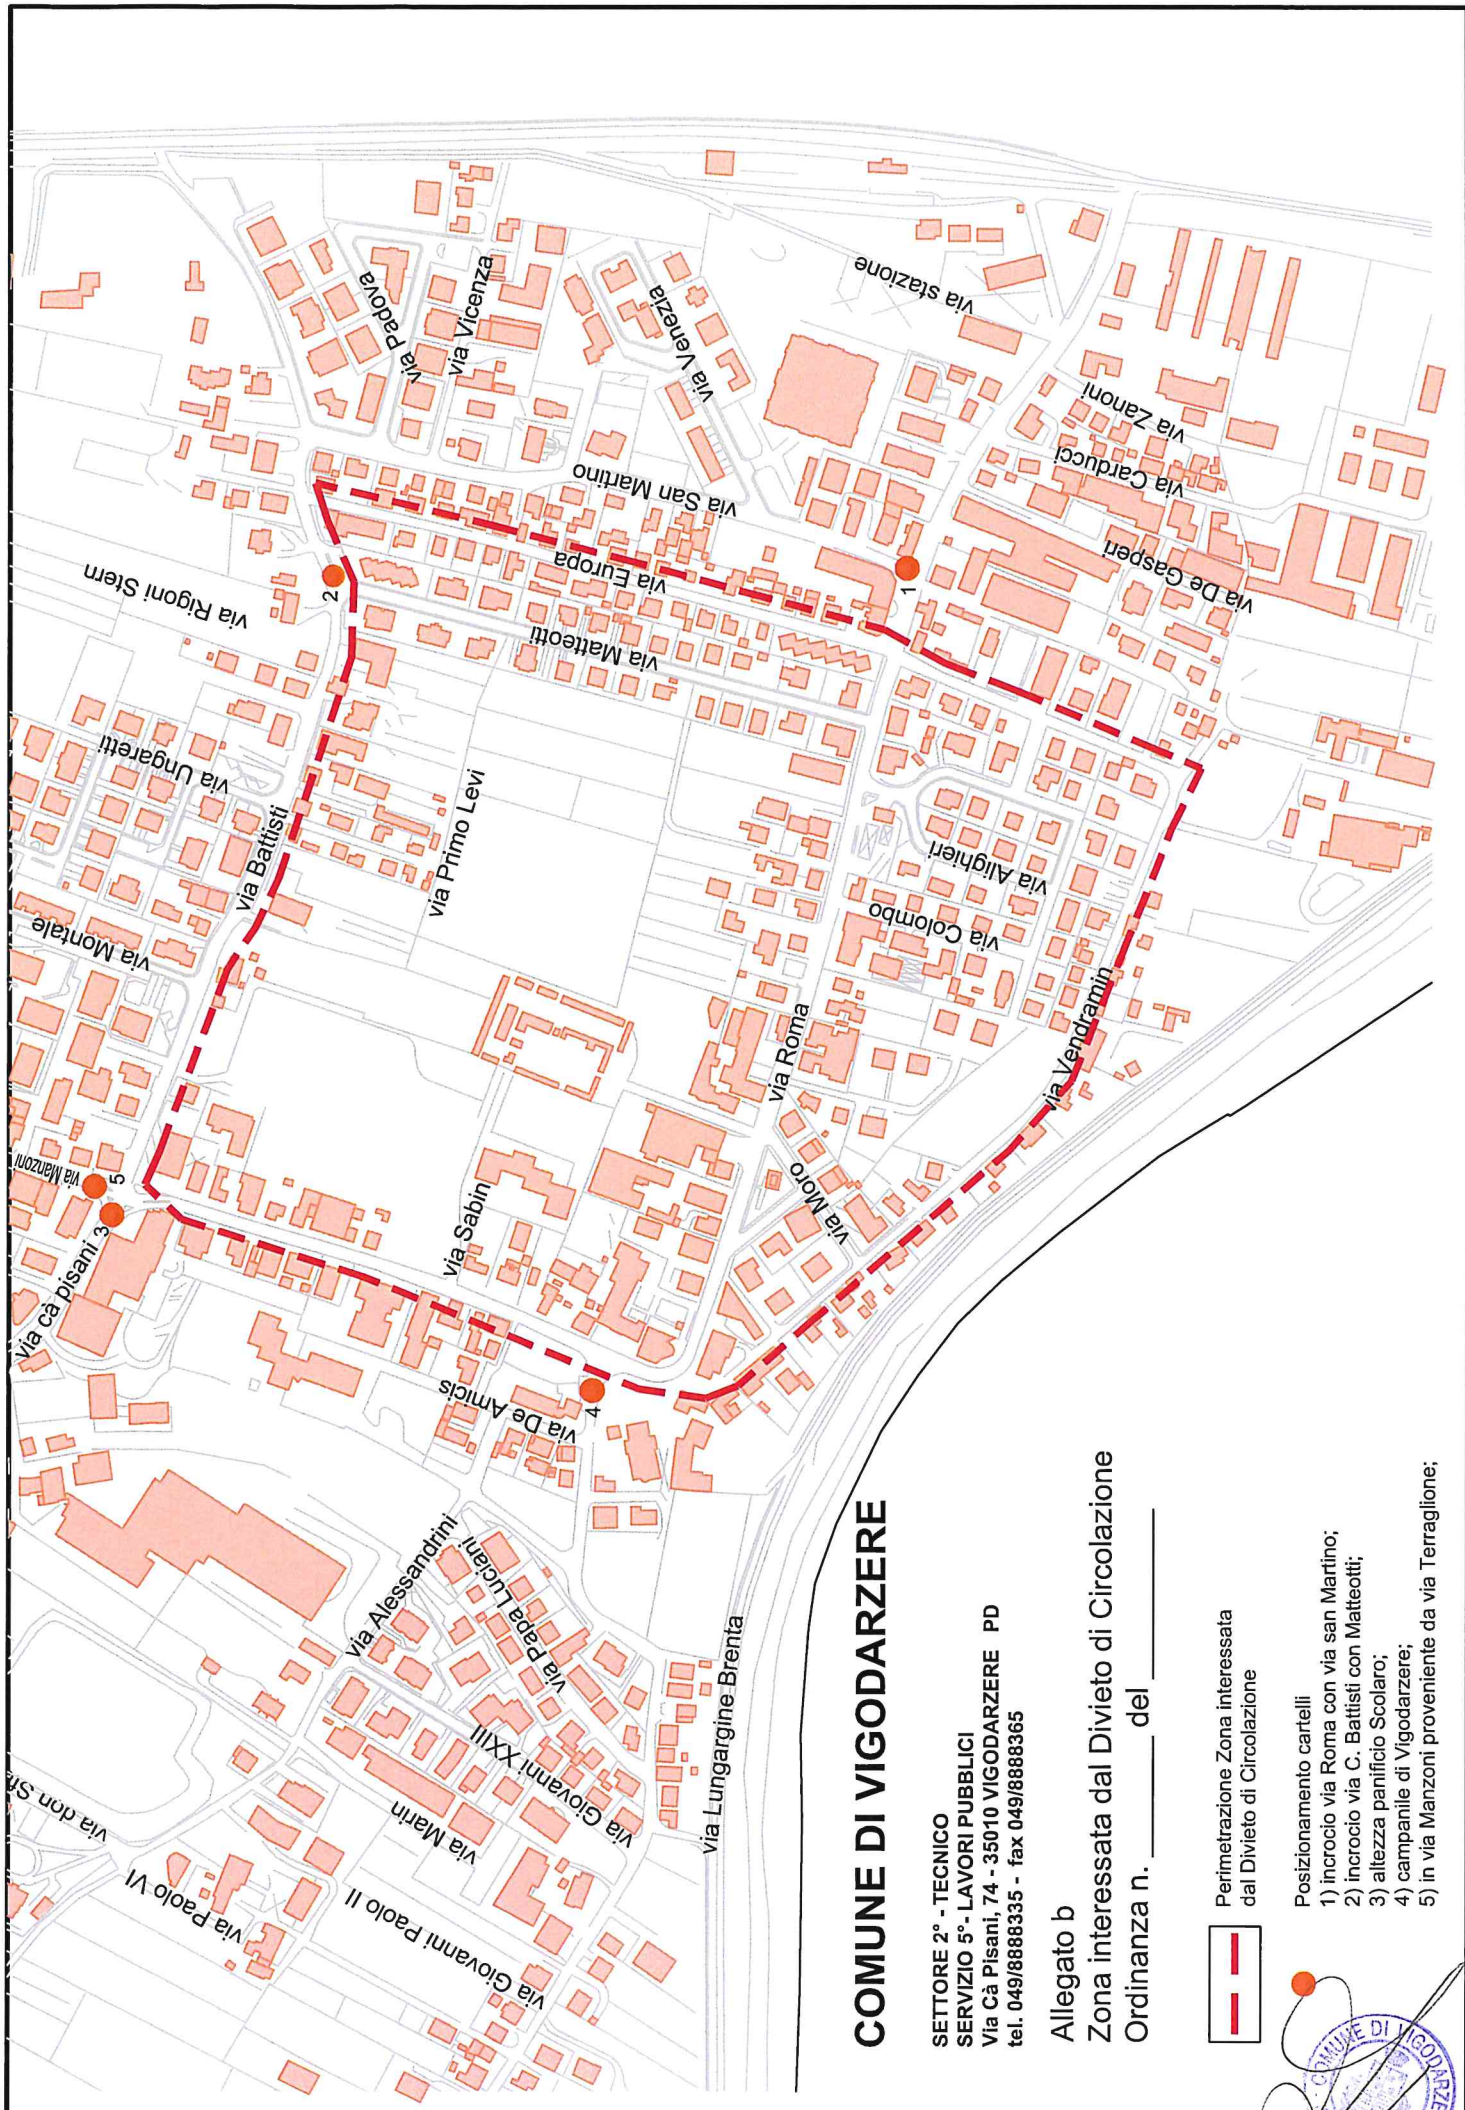 via don
via Paolo VI
via Giovanni Paolo II
via Marin
via Giovanni XXIII
via Alessandrini
via Papa Luciani
via Lungargine Brenta
via cà pisani
3
5
via Manzoni
via De Amicis
4
via Sabin
via Moro
via Roma
via Vendramin
via Montale
via Battisti
via Ungaretti
via Primo Levi
via Colombo
via Alighieri
via Rigoni Stern
2
via Matteotti
via Europa
via San Martino
1
via De Gasperi
via Carducci
via Zanoni
via Padova
via Vicenza
via Venezia
via stazione
COMUNE DI VIGODARZERE
SETTORE 2° - TECNICO
SERVIZIO 5° - LAVORI PUBBLICI
Via Cà Pisani, 74 - 35010 VIGODARZERE PD
tel. 049/8888335 - fax 049/8888365
Allegato b
Zona interessata dal Divieto di Circolazione
Ordinanza n. ________ del ____________
Perimetrazione Zona interessata
dal Divieto di Circolazione
Posizionamento cartelli
1) incrocio via Roma con via san Martino;
2) incrocio via C. Battisti con Matteotti;
3) altezza panificio Scolaro;
4) campanile di Vigodarzere;
5) in via Manzoni proveniente da via Terraglione;
COMUNE DI VIGODARZE